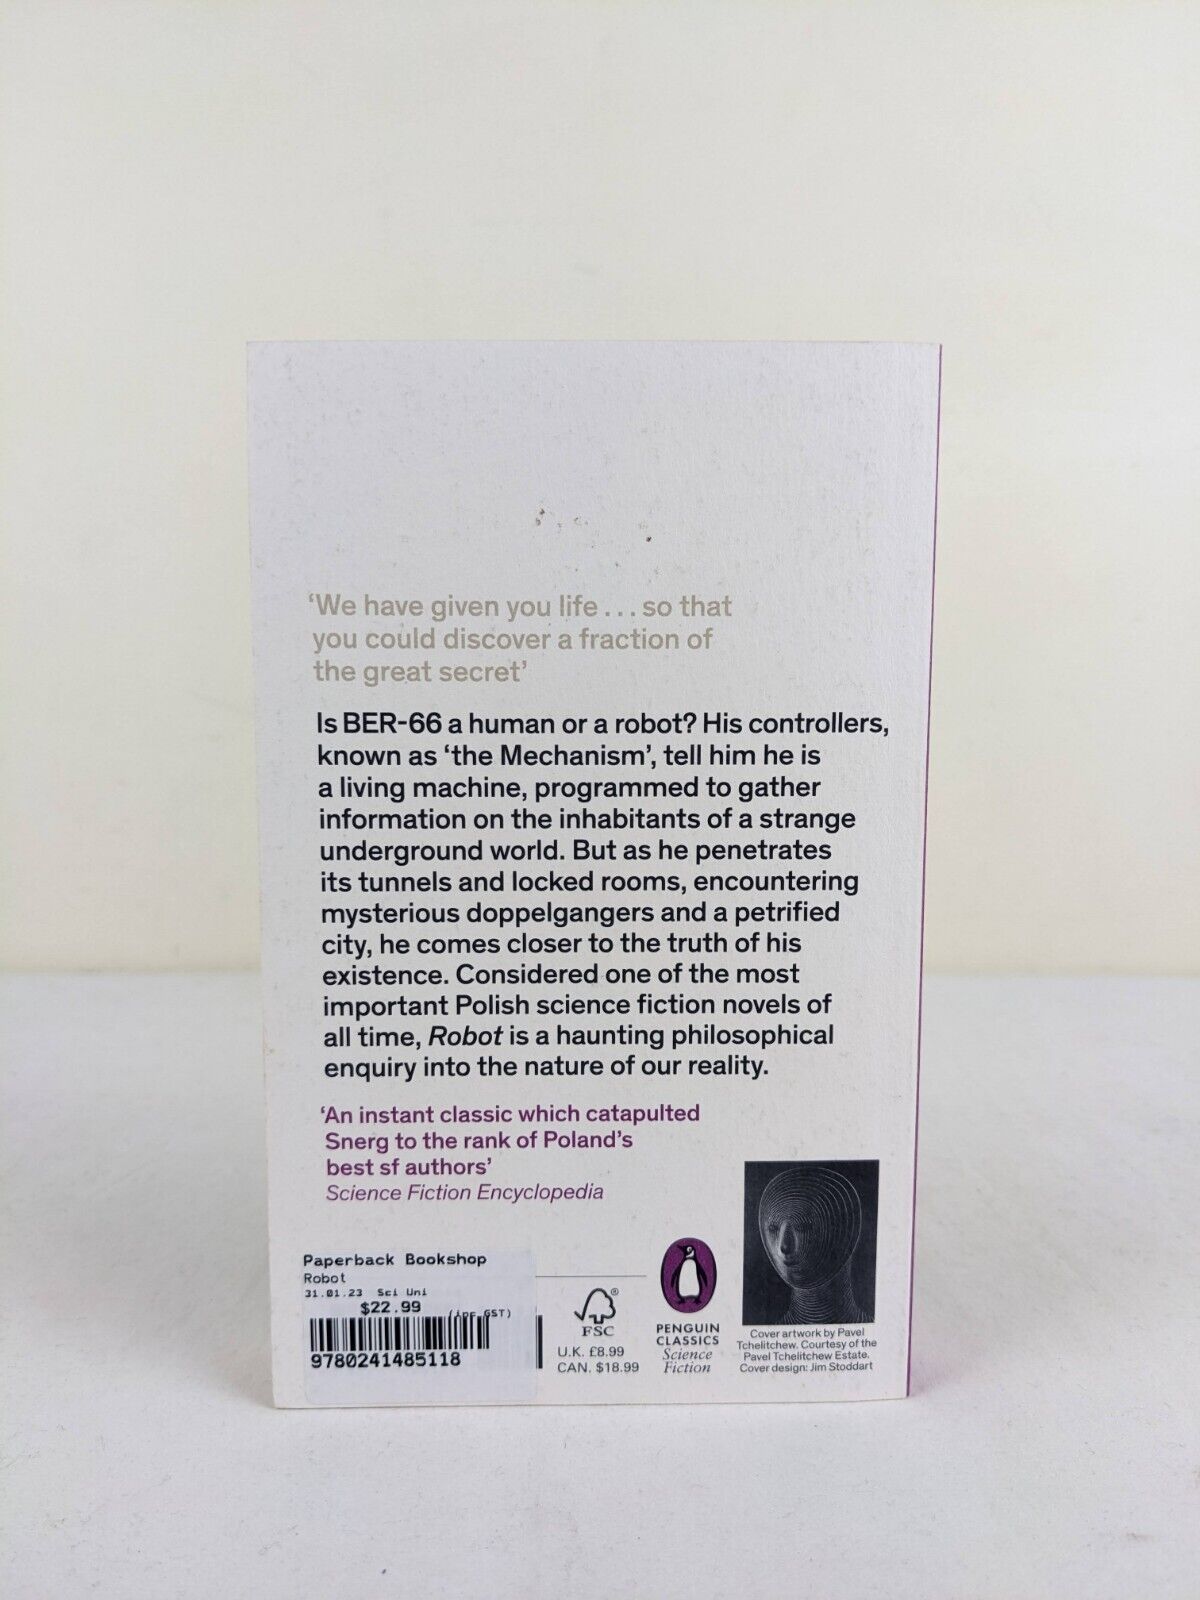 ‘We have given you life . . . so that
you could discover a fraction of
the great secret’
Is BER-66 a human or a robot? His controllers,
known as ‘the Mechanism’, tell him he is
a living machine, programmed to gather
information on the inhabitants of a strange
underground world. But as he penetrates
its tunnels and locked rooms, encountering
mysterious doppelgangers and a petrified
city, he comes closer to the truth of his
existence. Considered one of the most
important Polish science fiction novels of
all time, Robot is a haunting philosophical
enquiry into the nature of our reality.
‘An instant classic which catapulted
Snerg to the rank of Poland’s
best sf authors’
Science Fiction Encyclopedia
Paperback Bookshop
Robot
31.01.23 Sci Uni
$22.99 (inc GST)
9780241485118
®
FSC
U.K. £8.99
CAN. $18.99
PENGUIN
CLASSICS
Science
Fiction
Cover artwork by Pavel
Tchelitchew. Courtesy of the
Pavel Tchelitchew Estate.
Cover design: Jim Stoddart